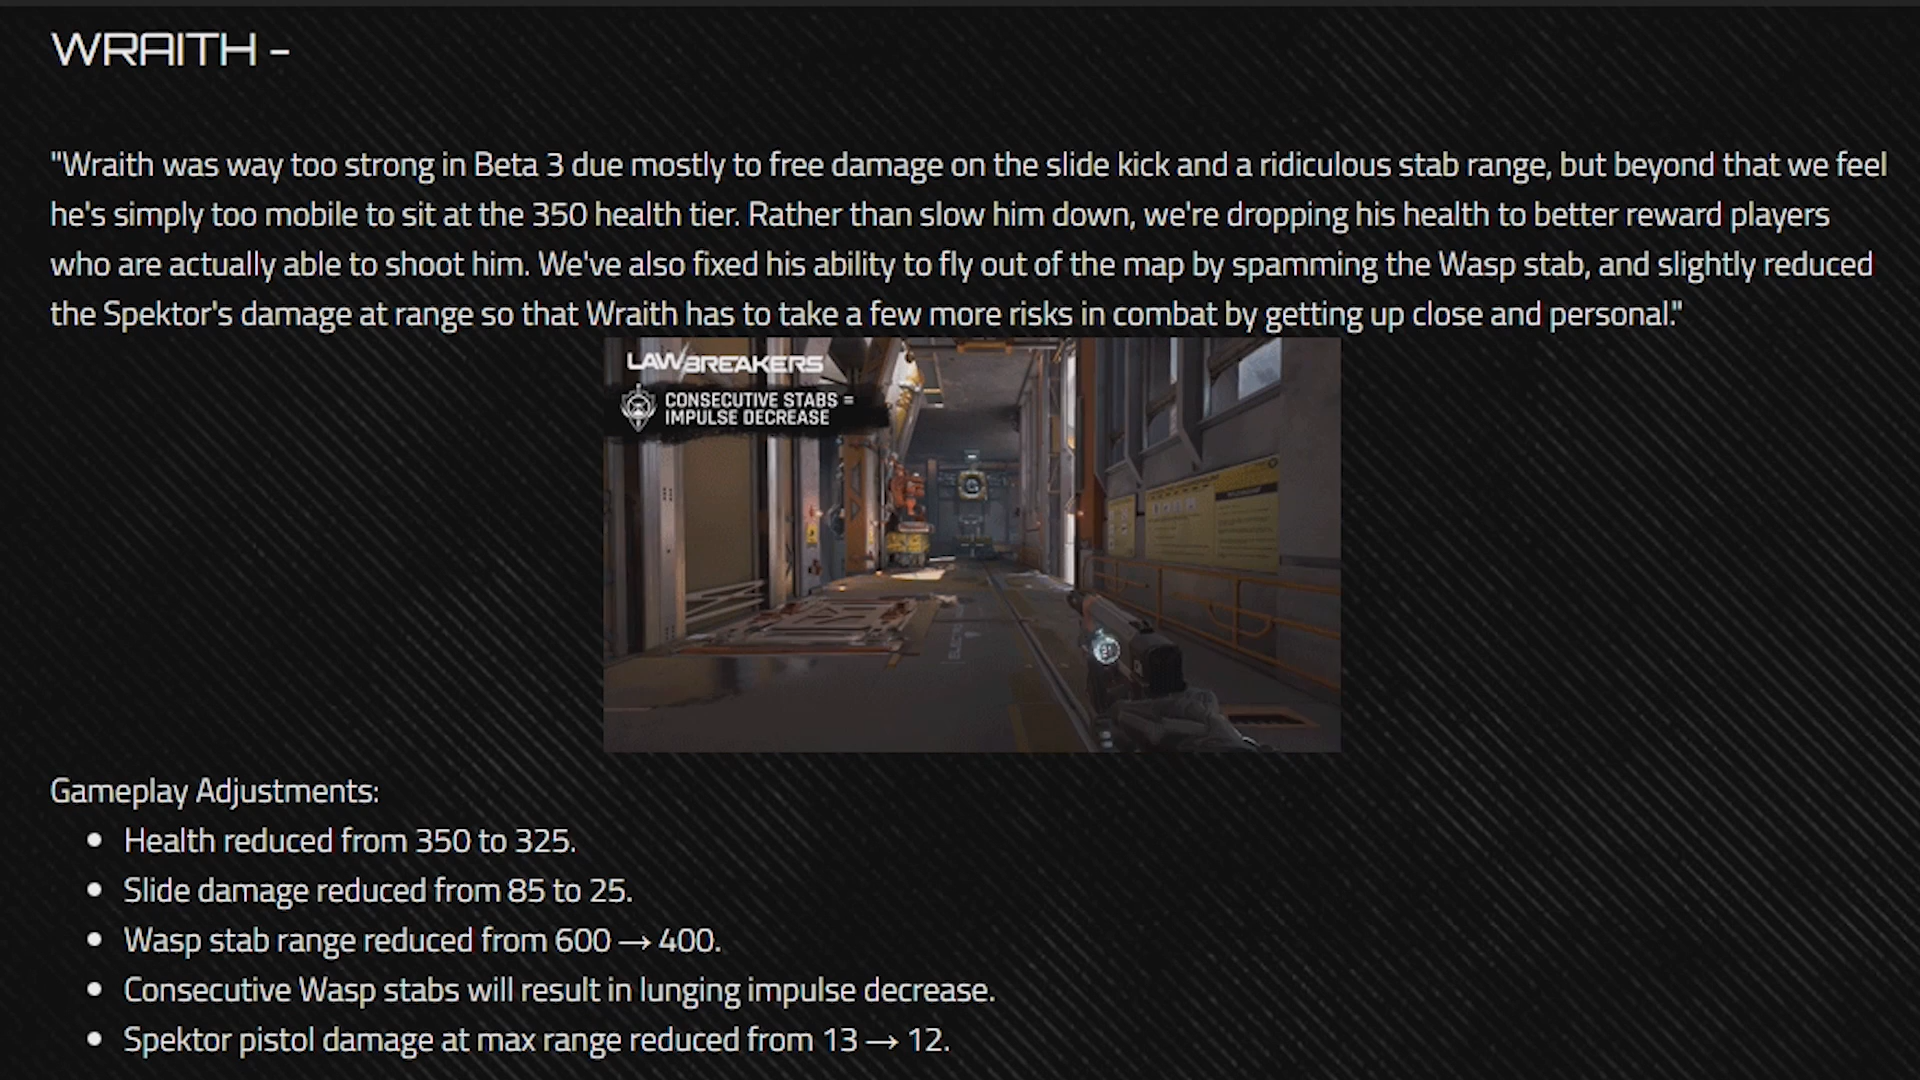 WRAITH -
"Wraith was way too strong in Beta 3 due mostly to free damage on the slide kick and a ridiculous stab range, but beyond that we feel
he's simply too mobile to sit at the 350 health tier. Rather than slow him down, we're dropping his health to better reward players
who are actually able to shoot him. We've also fixed his ability to fly out of the map by spamming the Wasp stab, and slightly reduced
the Spektor's damage at range so that Wraith has to take a few more risks in combat by getting up close and personal."
LAWBREAKERS
CONSECUTIVE STABS =
IMPULSE DECREASE
Gameplay Adjustments:
• Health reduced from 350 to 325.
• Slide damage reduced from 85 to 25.
• Wasp stab range reduced from 600 → 400.
• Consecutive Wasp stabs will result in lunging impulse decrease.
• Spektor pistol damage at max range reduced from 13 → 12.